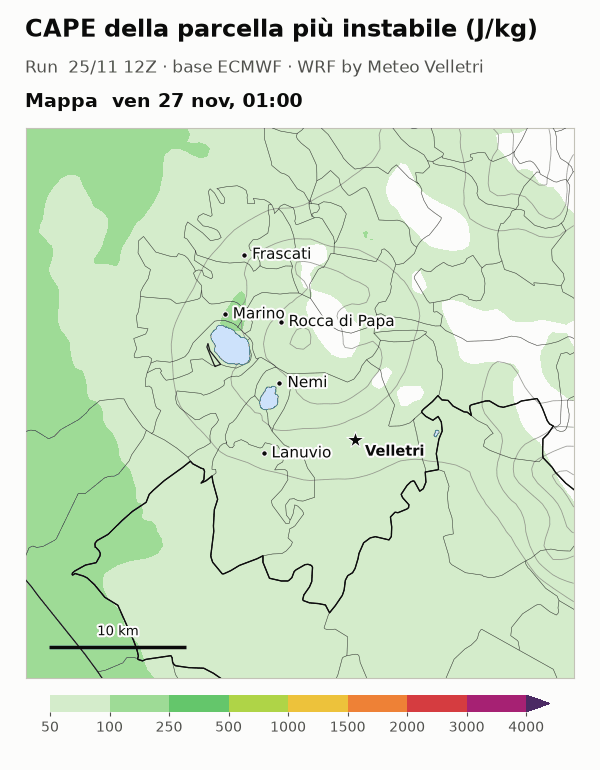 CAPE della parcella più instabile (J/kg)
Run  25/11 12Z · base ECMWF · WRF by Meteo Velletri
Mappa  ven 27 nov, 01:00
Frascati
Marino
Rocca di Papa
Nemi
Velletri
Lanuvio
10 km
50 100 250 500 1000 1500 2000 3000 4000